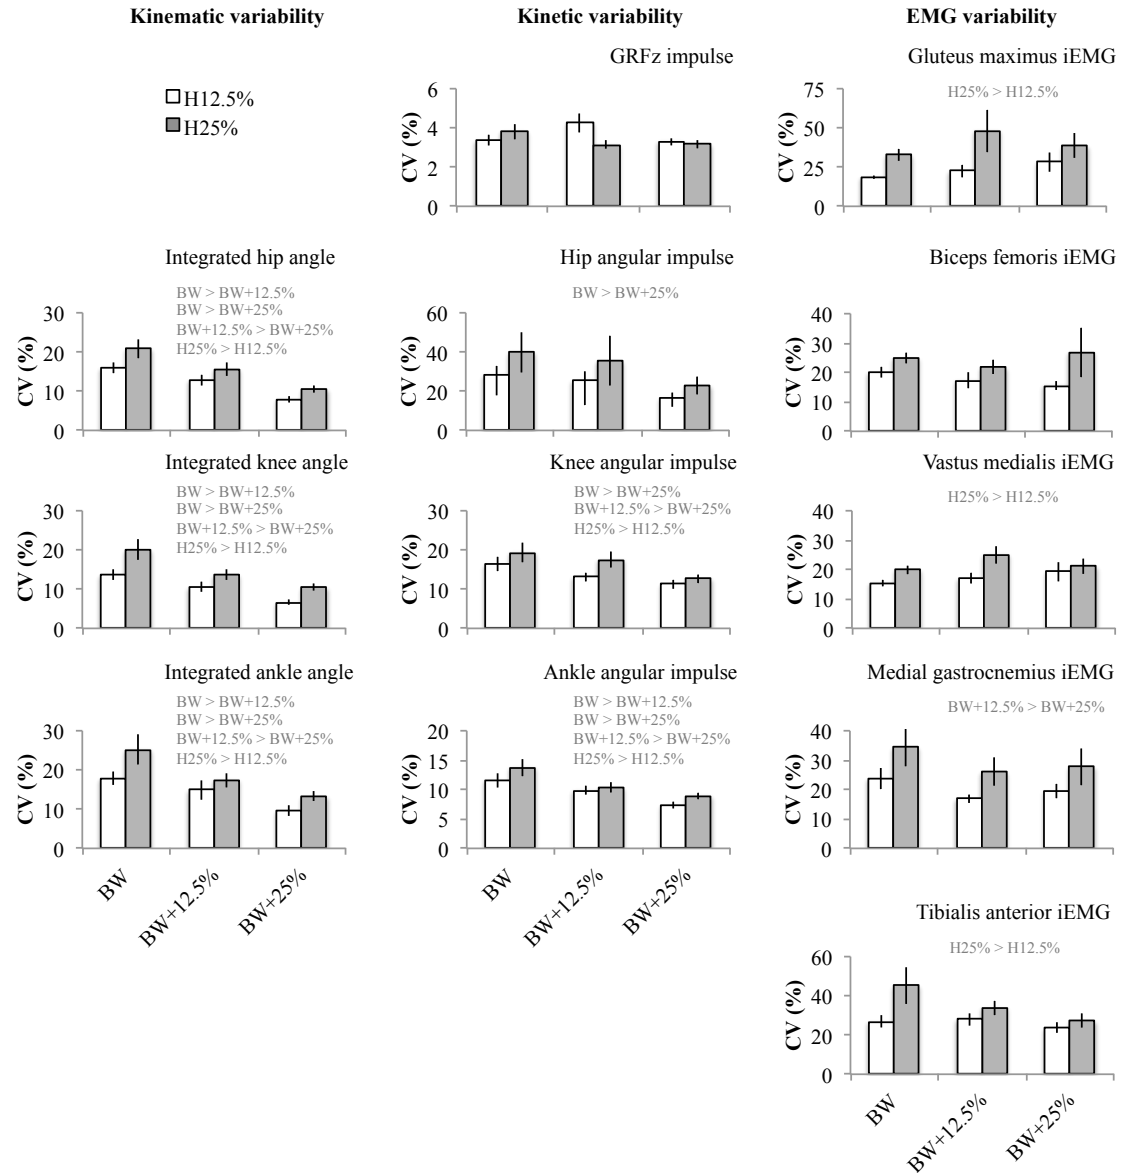 Kinematic variability
Kinetic variability
EMG variability
H12.5%
H25%
GRFz impulse
CV (%)
6
4
2
0
Gluteus maximus iEMG
H25% > H12.5%
CV (%)
75
50
25
0
Integrated hip angle
BW > BW+12.5%
BW > BW+25%
BW+12.5% > BW+25%
H25% > H12.5%
CV (%)
30
20
10
0
Hip angular impulse
BW > BW+25%
CV (%)
60
40
20
0
Biceps femoris iEMG
CV (%)
40
30
20
10
0
Integrated knee angle
BW > BW+12.5%
BW > BW+25%
BW+12.5% > BW+25%
H25% > H12.5%
CV (%)
30
20
10
0
Knee angular impulse
BW > BW+25%
BW+12.5% > BW+25%
H25% > H12.5%
CV (%)
30
20
10
0
Vastus medialis iEMG
H25% > H12.5%
CV (%)
40
30
20
10
0
Integrated ankle angle
BW > BW+12.5%
BW > BW+25%
BW+12.5% > BW+25%
H25% > H12.5%
CV (%)
30
20
10
0
BW
BW+12.5%
BW+25%
Ankle angular impulse
BW > BW+12.5%
BW > BW+25%
BW+12.5% > BW+25%
H25% > H12.5%
CV (%)
20
15
10
5
0
BW
BW+12.5%
BW+25%
Medial gastrocnemius iEMG
BW+12.5% > BW+25%
CV (%)
40
30
20
10
0
Tibialis anterior iEMG
H25% > H12.5%
CV (%)
60
40
20
0
BW
BW+12.5%
BW+25%